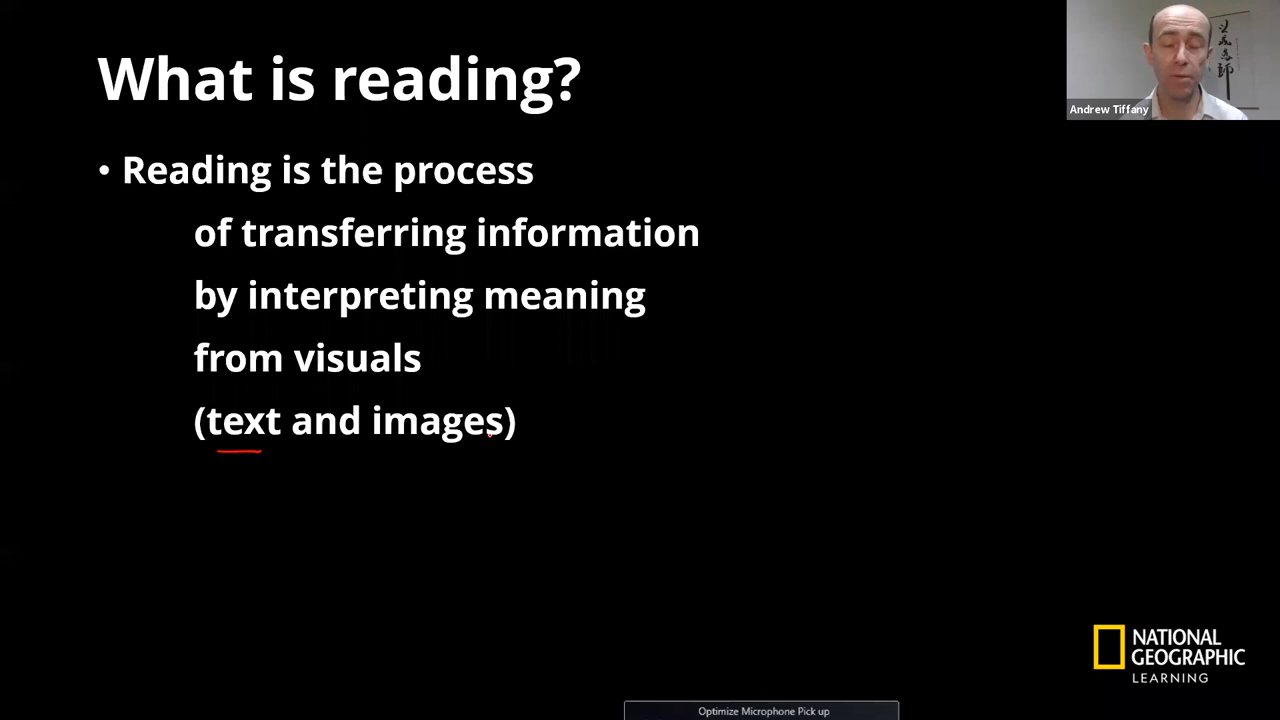 What is reading?
• Reading is the process
of transferring information
by interpreting meaning
from visuals
(text and images)
Andrew Tiffany
NATIONAL
GEOGRAPHIC
LEARNING
Optimize Microphone Pick up